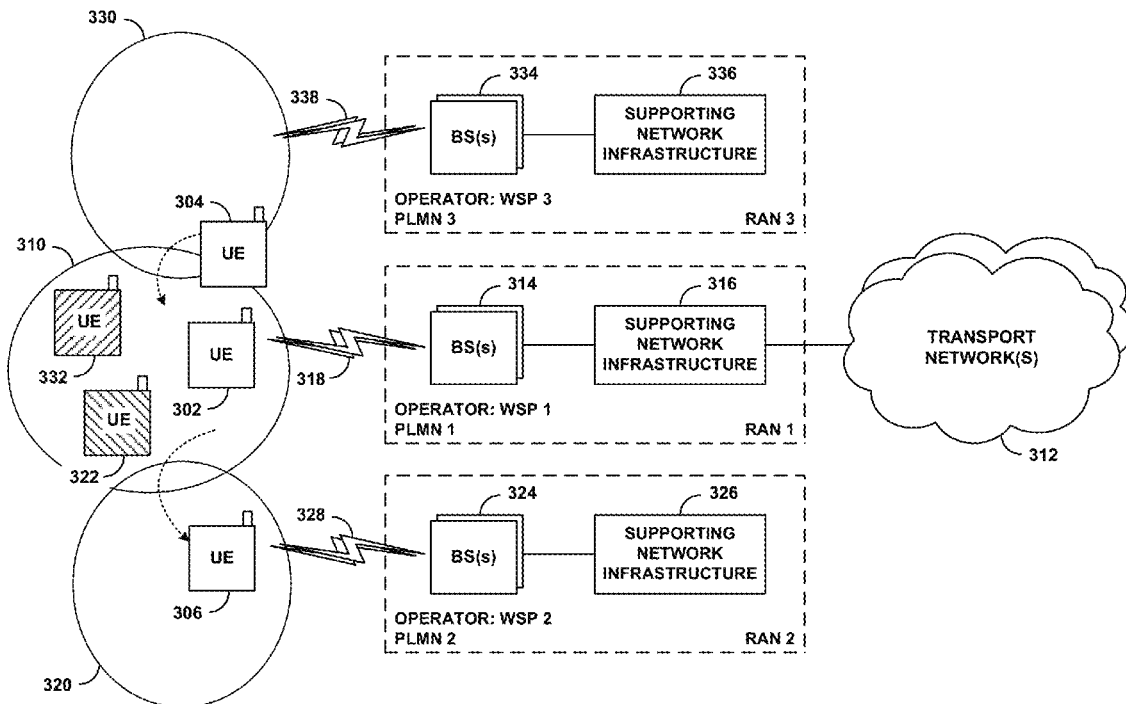 330
338
334
336
BS(s)
SUPPORTING
NETWORK
INFRASTRUCTURE
OPERATOR: WSP 3
PLMN 3
RAN 3
304
UE
310
UE
332
UE
302
UE
322
318
314
316
BS(s)
SUPPORTING
NETWORK
INFRASTRUCTURE
OPERATOR: WSP 1
PLMN 1
RAN 1
TRANSPORT
NETWORK(S)
312
328
324
326
BS(s)
SUPPORTING
NETWORK
INFRASTRUCTURE
OPERATOR: WSP 2
PLMN 2
RAN 2
UE
306
320